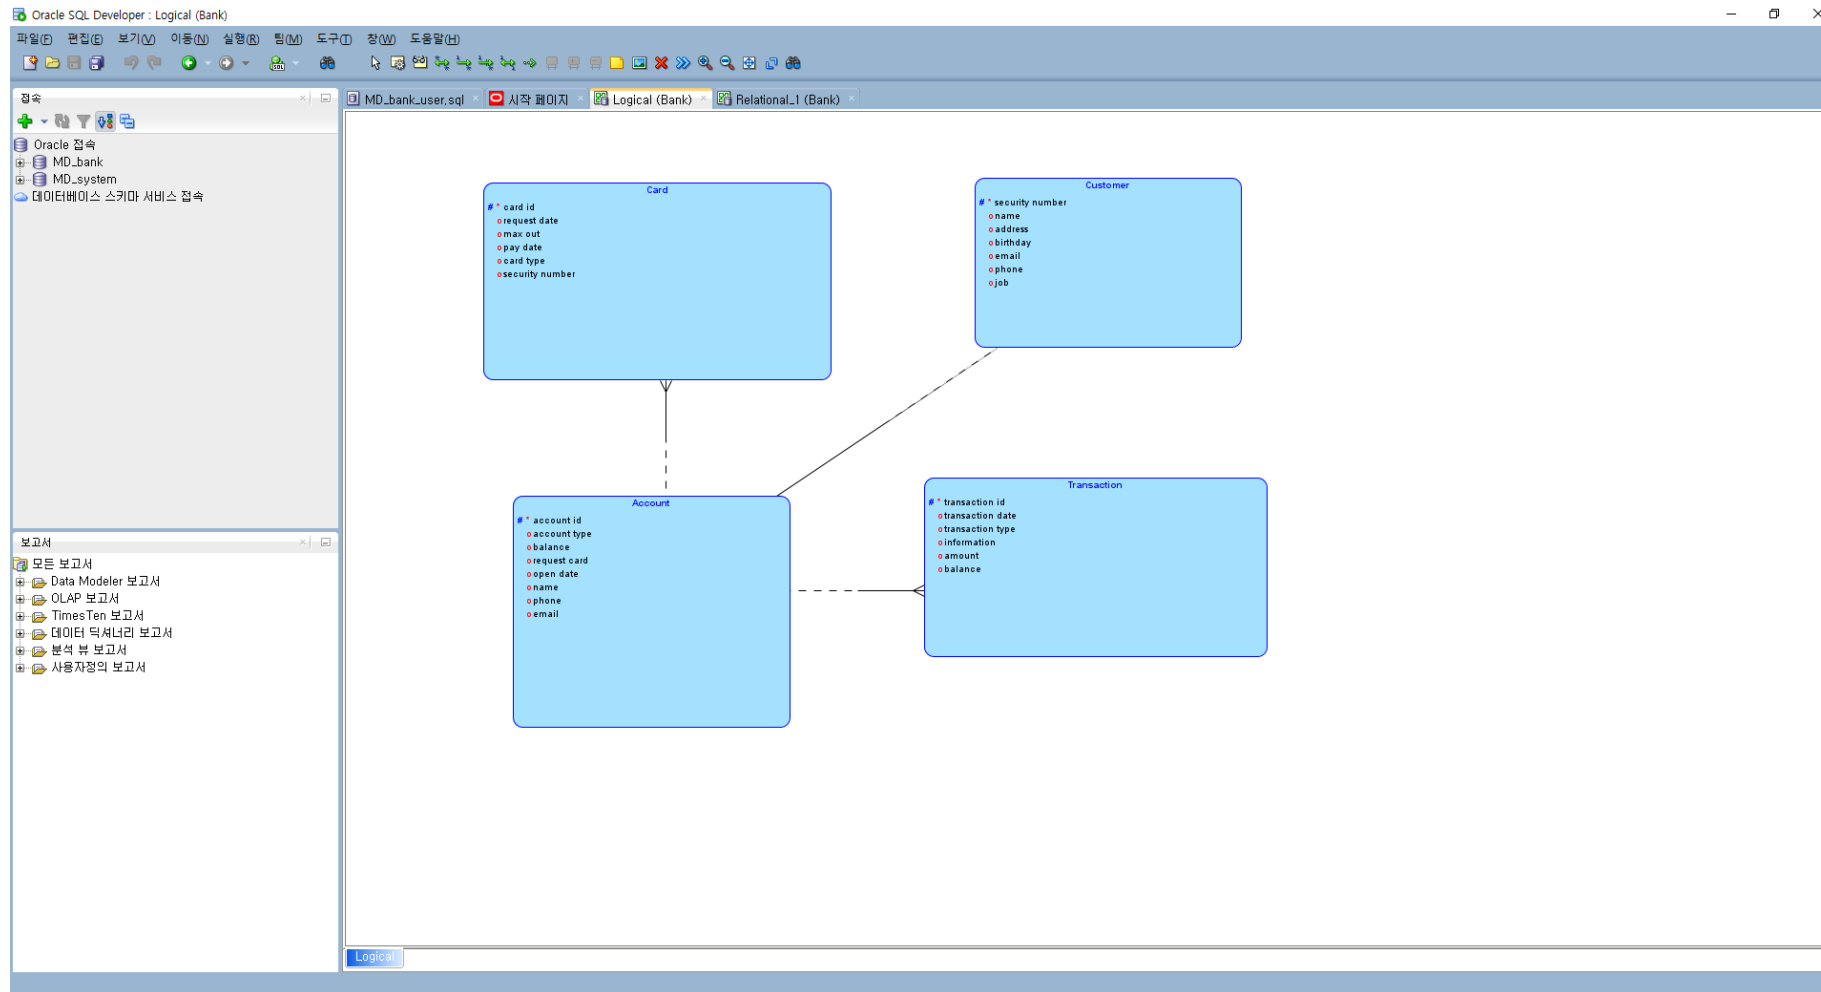 Oracle SQL Developer : Logical (Bank)
파일(F) 편집(E) 보기(V) 이동(N) 실행(R) 팀(M) 도구(T) 창(W) 도움말(H)
접속
Oracle 접속
MD_bank
MD_system
데이터베이스 스키마 서비스 접속
보고서
모든 보고서
Data Modeler 보고서
OLAP 보고서
TimesTen 보고서
데이터 딕셔너리 보고서
분석 뷰 보고서
사용자정의 보고서
MD_bank_user.sql 시작 페이지 Logical (Bank) Relational_1 (Bank)
Card
# * card id
o request date
o max out
o pay date
o card type
o security number
Customer
# * security number
o name
o address
o birthday
o email
o phone
o job
Account
# * account id
o account type
o balance
o request card
o open date
o name
o phone
o email
Transaction
# * transaction id
o transaction date
o transaction type
o information
o amount
o balance
Logical